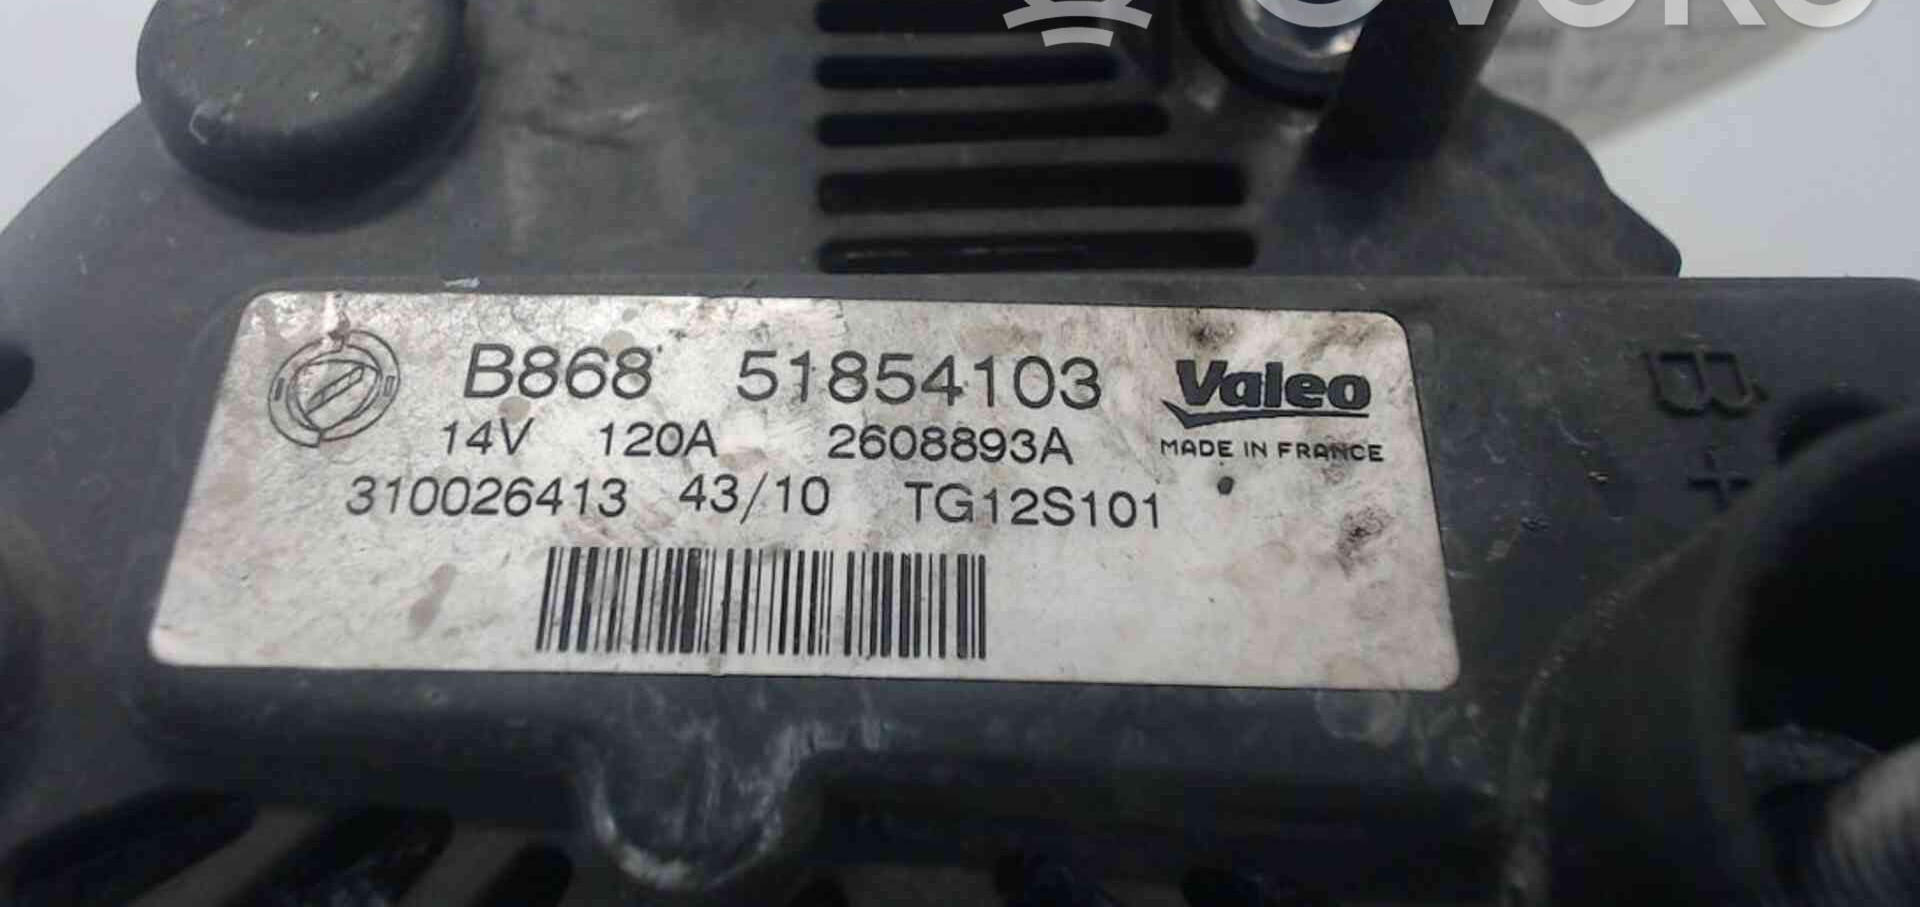 B868 51854103 Valeo
14V 120A 2608893A MADE IN FRANCE
310026413 43/10 TG12S101
B+